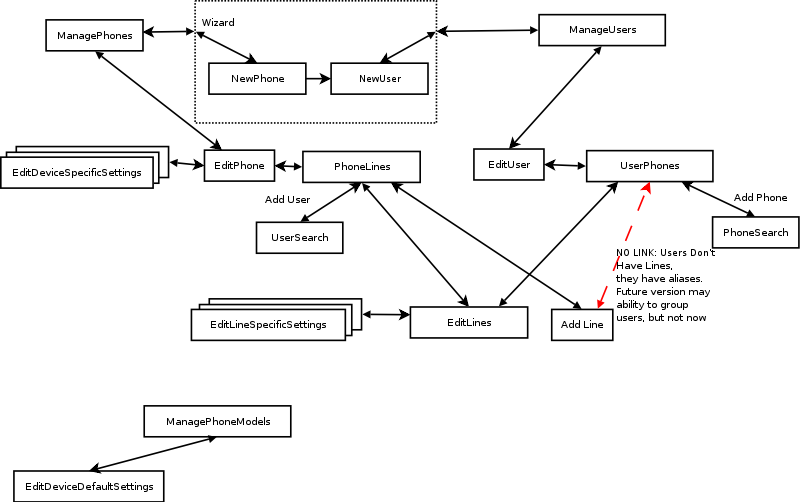 Wizard
ManagePhones
ManageUsers
NewPhone
NewUser
EditDeviceSpecificSettings
EditPhone
PhoneLines
EditUser
UserPhones
Add User
Add Phone
UserSearch
PhoneSearch
NO LINK: Users Don't
Have Lines,
they have aliases.
Future version may
ability to group
users, but not now
EditLineSpecificSettings
EditLines
Add Line
ManagePhoneModels
EditDeviceDefaultSettings